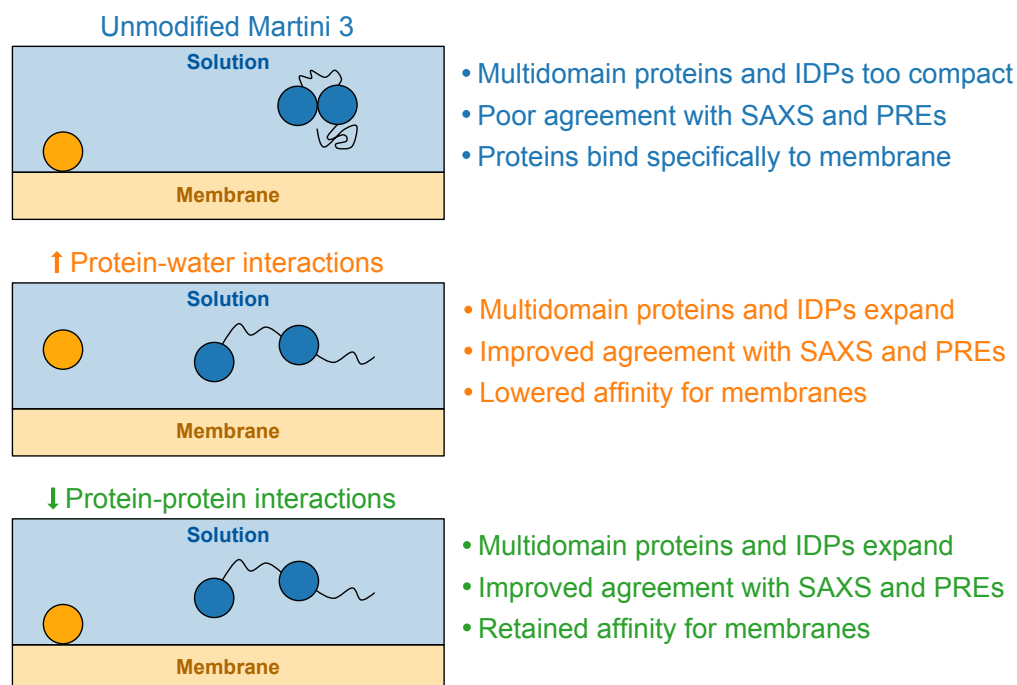 Unmodified Martini 3
Solution
Membrane
• Multidomain proteins and IDPs too compact
• Poor agreement with SAXS and PREs
• Proteins bind specifically to membrane
⬆ Protein-water interactions
Solution
Membrane
• Multidomain proteins and IDPs expand
• Improved agreement with SAXS and PREs
• Lowered affinity for membranes
⬇ Protein-protein interactions
Solution
Membrane
• Multidomain proteins and IDPs expand
• Improved agreement with SAXS and PREs
• Retained affinity for membranes